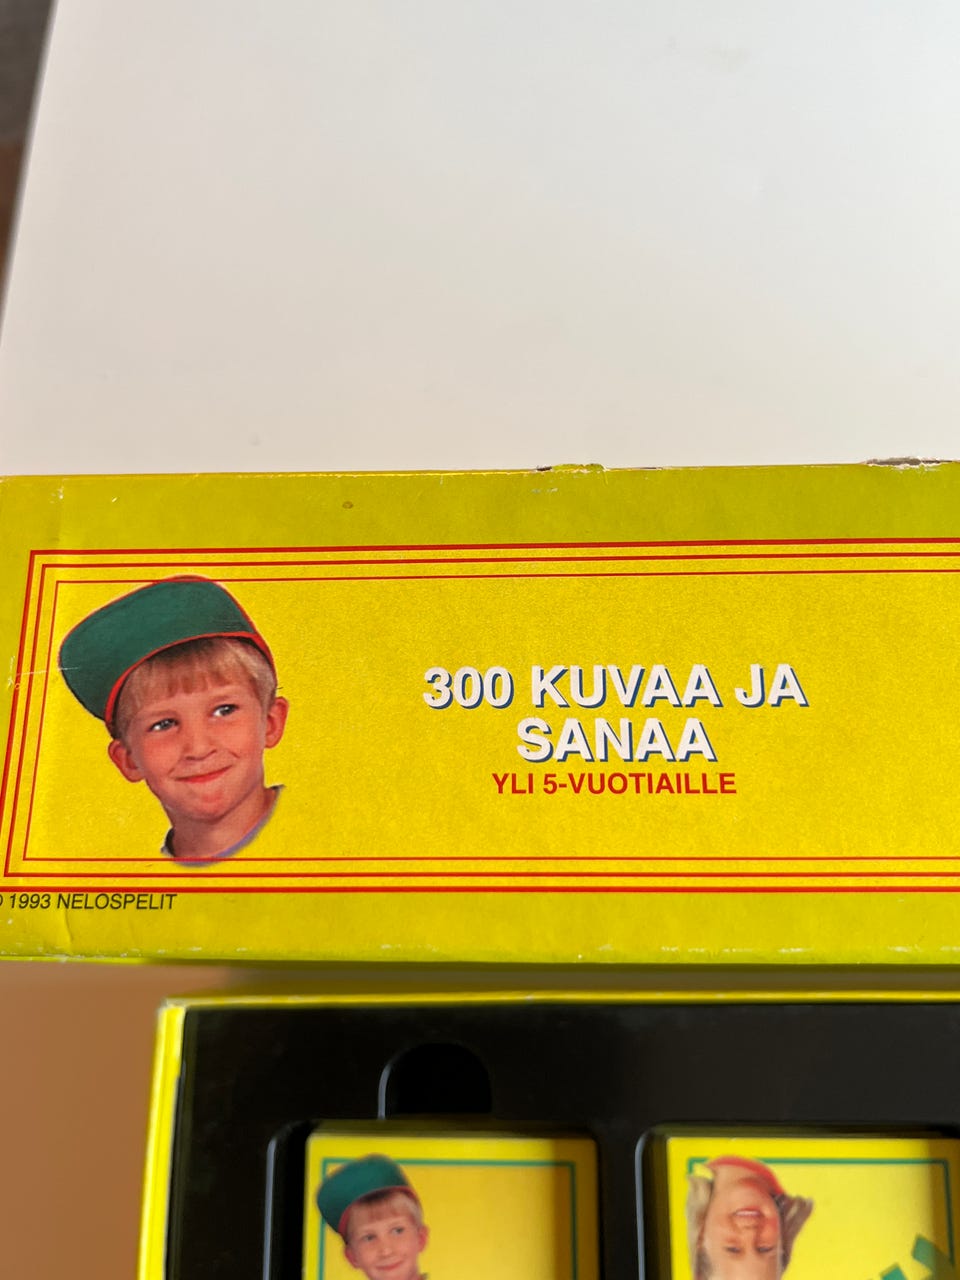 300 KUVAA JA
SANAA
YLI 5-VUOTIAILLE
© 1993 NELOSPELIT